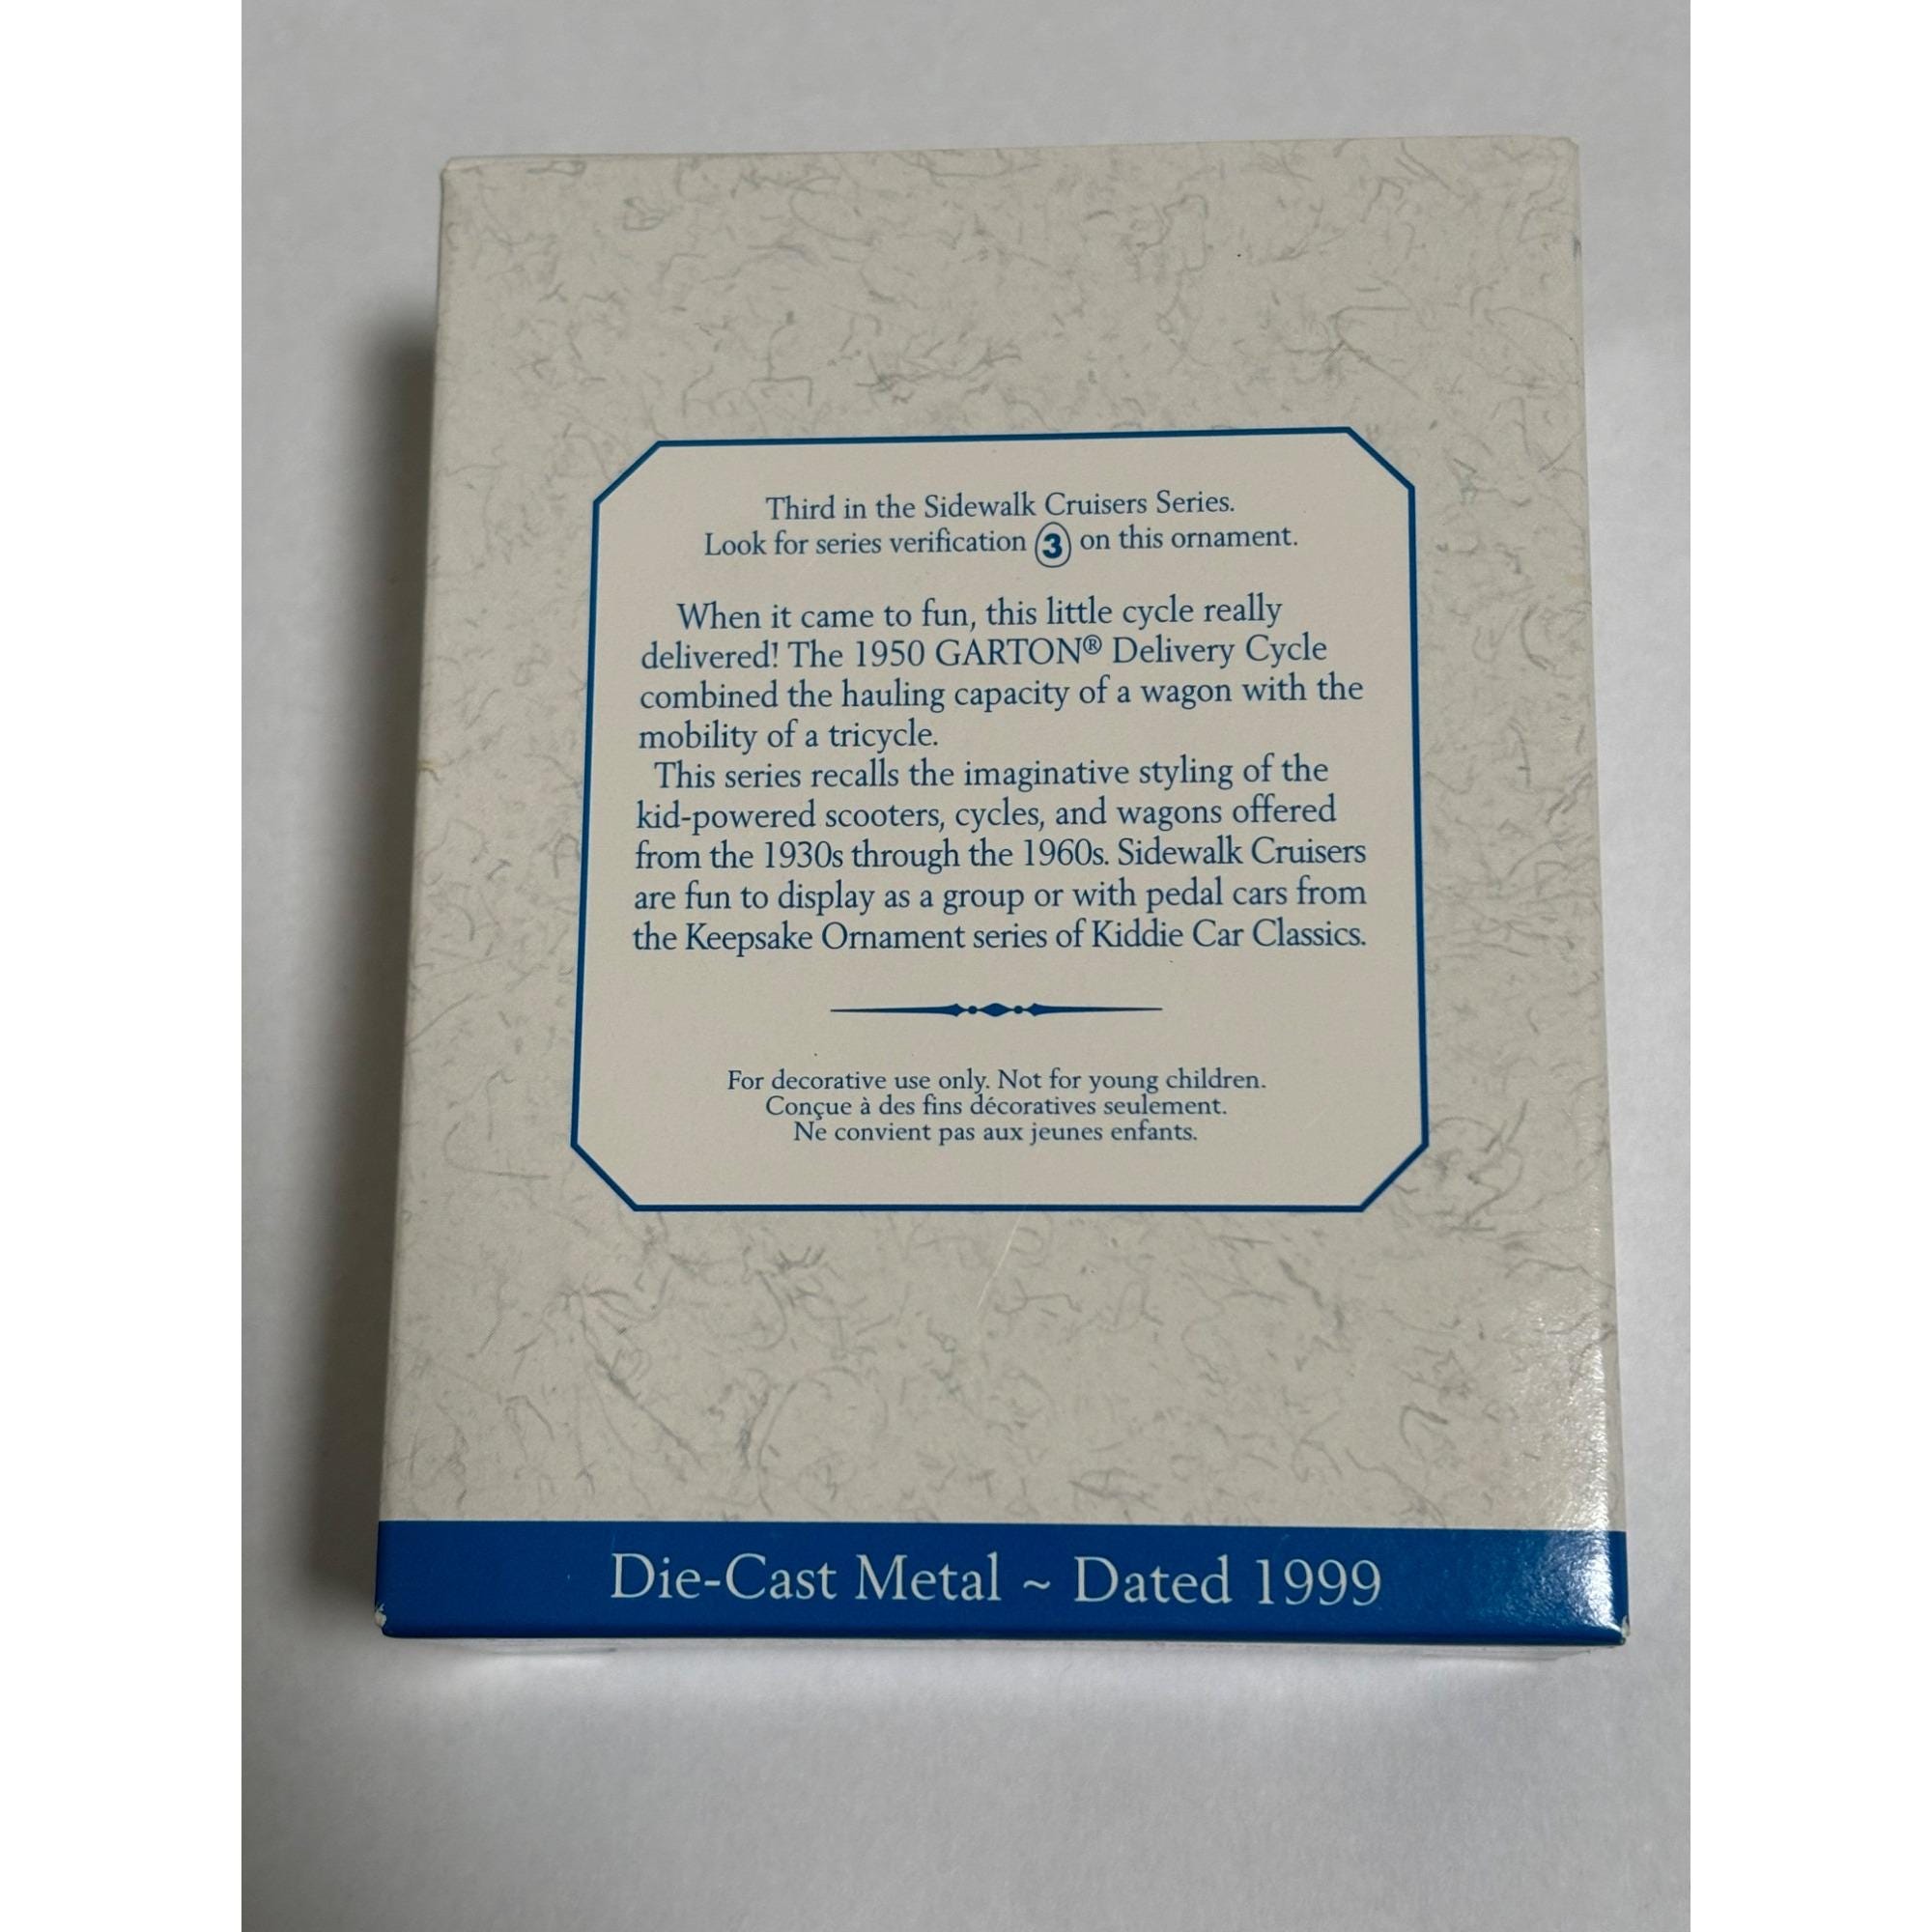 Third in the Sidewalk Cruisers Series.
Look for series verification 3 on this ornament.
When it came to fun, this little cycle really
delivered! The 1950 GARTON® Delivery Cycle
combined the hauling capacity of a wagon with the
mobility of a tricycle.
This series recalls the imaginative styling of the
kid-powered scooters, cycles, and wagons offered
from the 1930s through the 1960s. Sidewalk Cruisers
are fun to display as a group or with pedal cars from
the Keepsake Ornament series of Kiddie Car Classics.
For decorative use only. Not for young children.
Conçue à des fins décoratives seulement.
Ne convient pas aux jeunes enfants.
Die-Cast Metal ~ Dated 1999